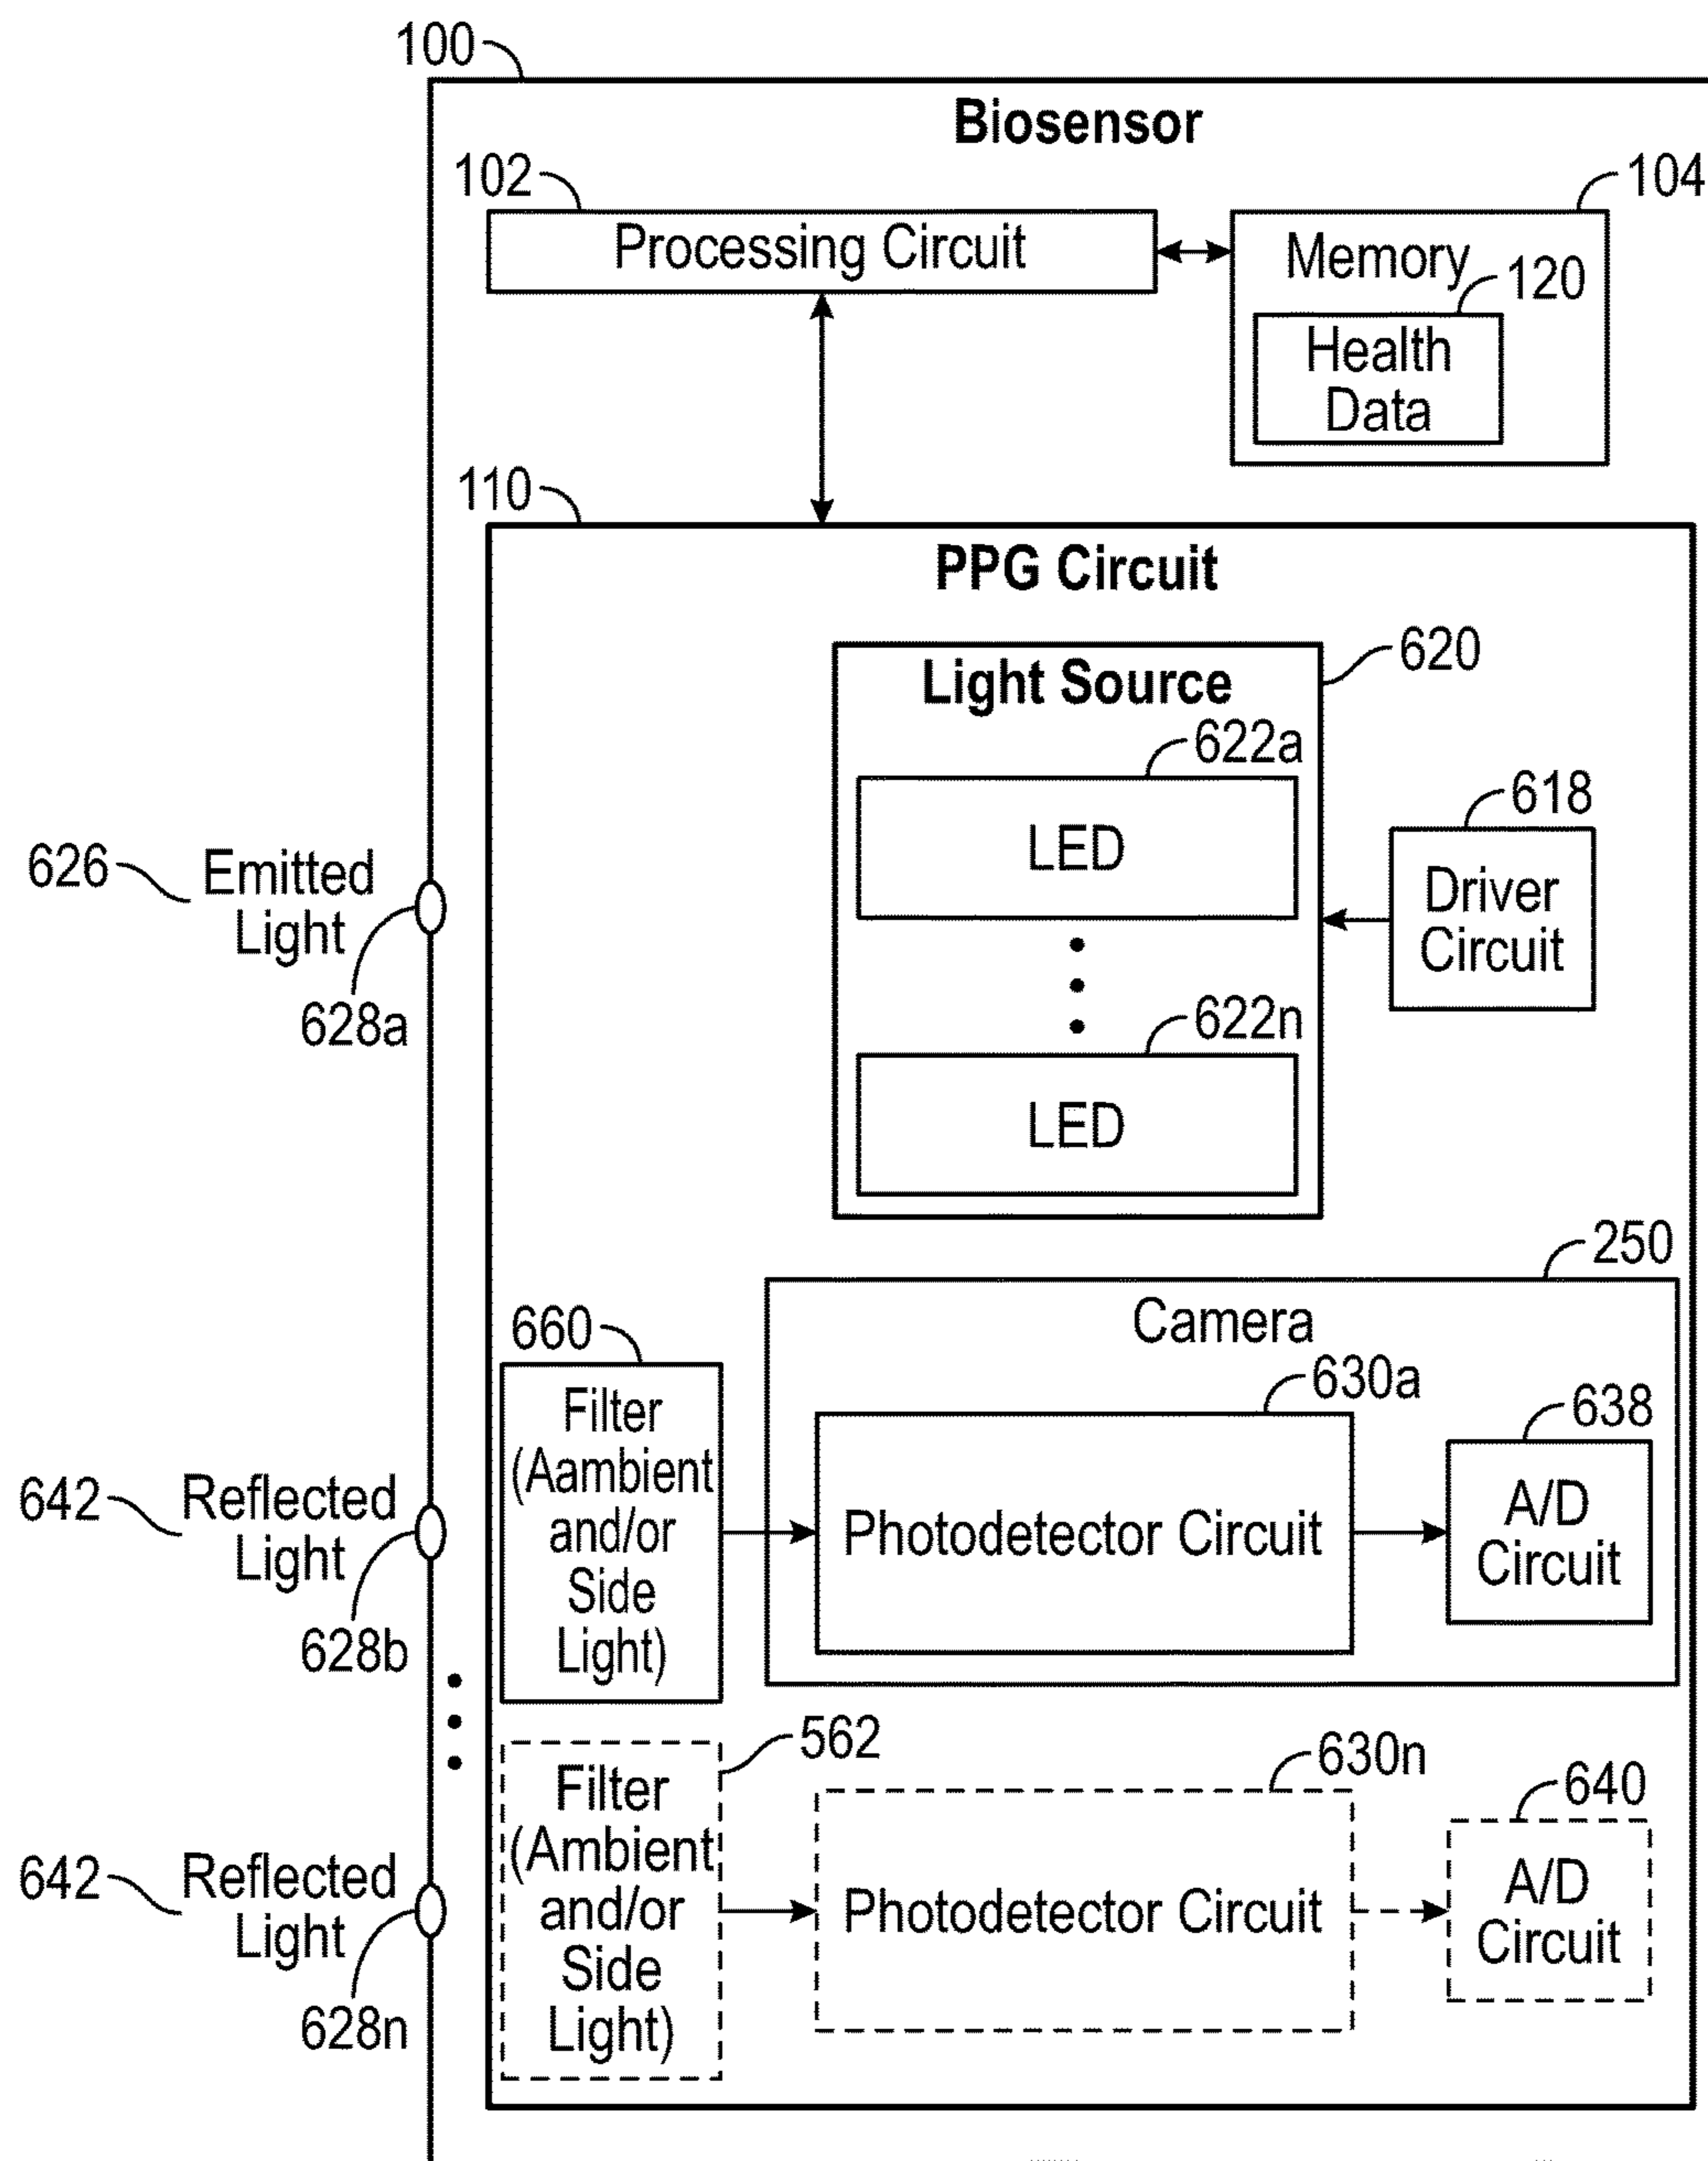 100
Biosensor
102
104
Processing Circuit
Memory
120
Health
Data
110
PPG Circuit
620
Light Source
622a
618
LED
626
Emitted
Light
Driver
Circuit
628a
622n
LED
250
Camera
660
630a
638
Filter
(Aambient
and/or
Side
Light)
642
Reflected
Light
Photodetector Circuit
A/D
Circuit
628b
562
630n
640
Filter
(Ambient
and/or
Side
Light)
642
Reflected
Light
Photodetector Circuit
A/D
Circuit
628n